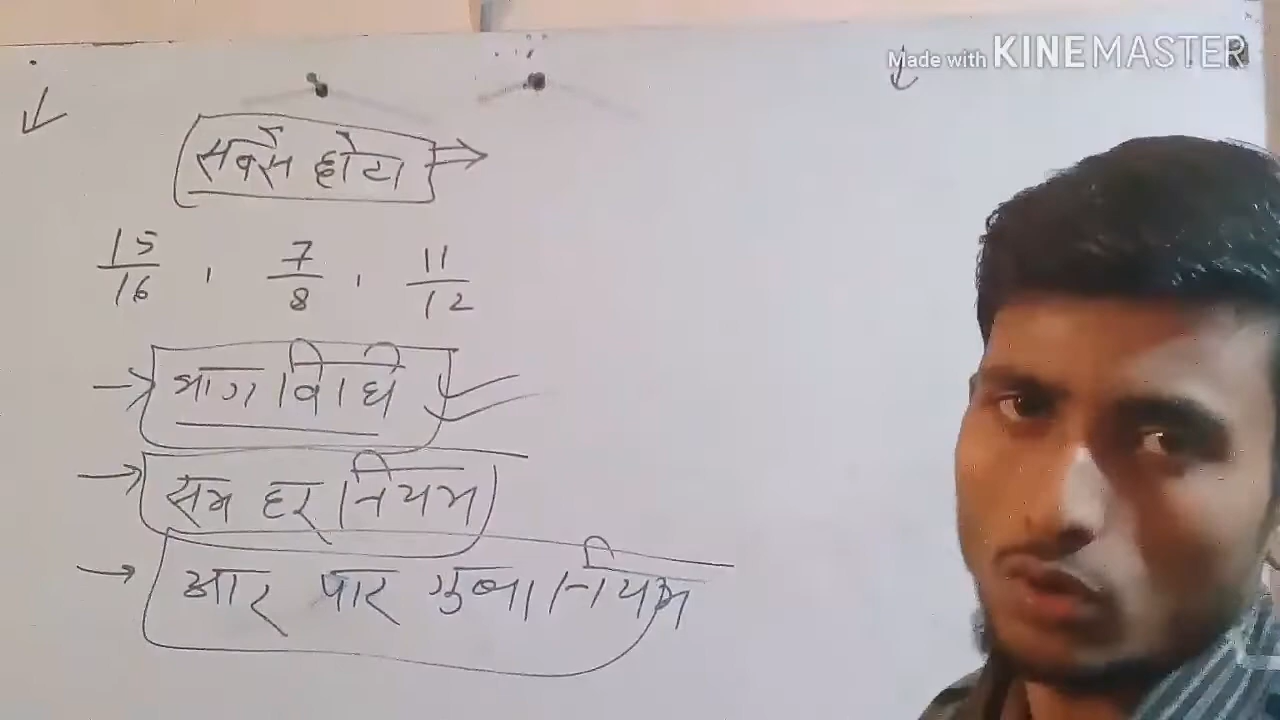 Made with KINEMASTER
सबसे छोटा
15/16 , 7/8 , 11/12
भाग विधि
सम हर नियम
आर पार गुणा नियम